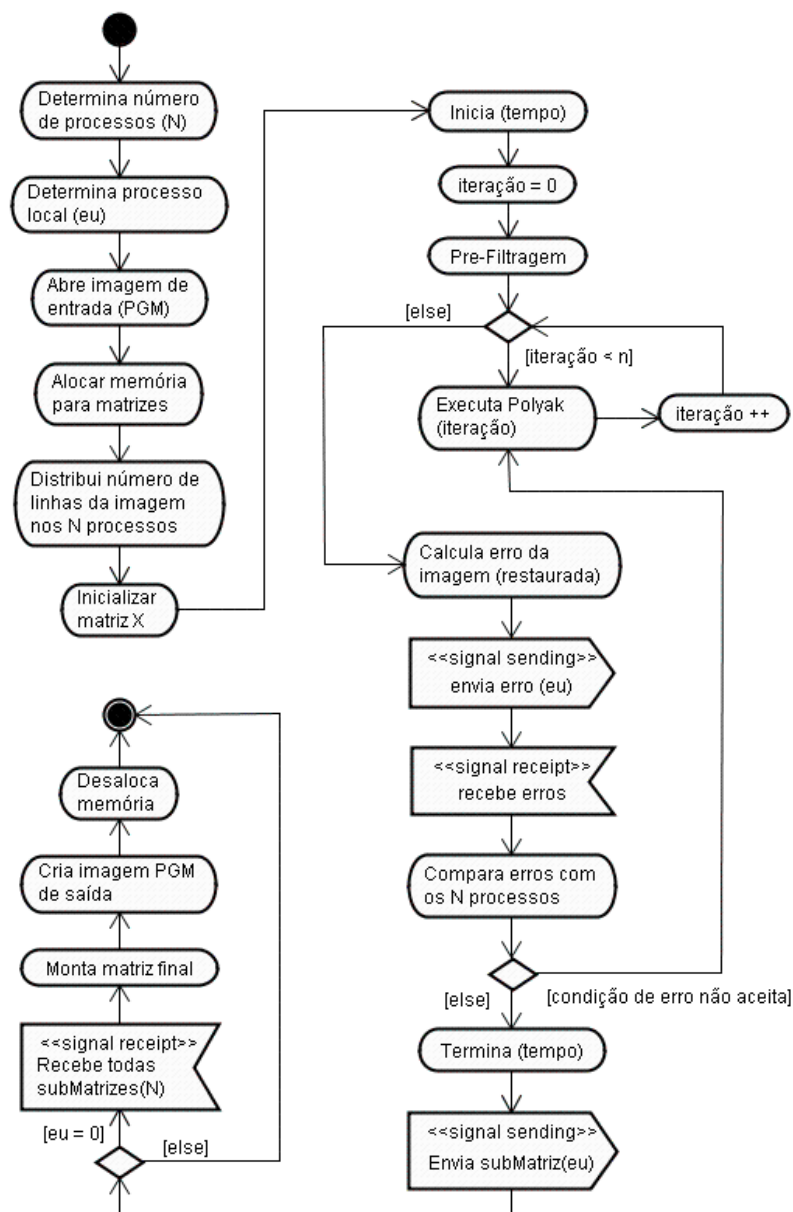 Determina número
de processos (N)
Determina processo
local (eu)
Abre imagem de
entrada (PGM)
Alocar memória
para matrizes
Distribui número de
linhas da imagem
nos N processos
Inicializar
matriz X
Inicia (tempo)
iteração = 0
Pre-Filtragem
[else]
[iteração < n]
Executa Polyak
(iteração)
iteração ++
Calcula erro da
imagem (restaurada)
<<signal sending>>
envia erro (eu)
<<signal receipt>>
recebe erros
Compara erros com
os N processos
[else]
[condição de erro não aceita]
Termina (tempo)
<<signal sending>>
Envia subMatriz(eu)
Desaloca
memória
Cria imagem PGM
de saída
Monta matriz final
<<signal receipt>>
Recebe todas
subMatrizes(N)
[eu = 0]
[else]